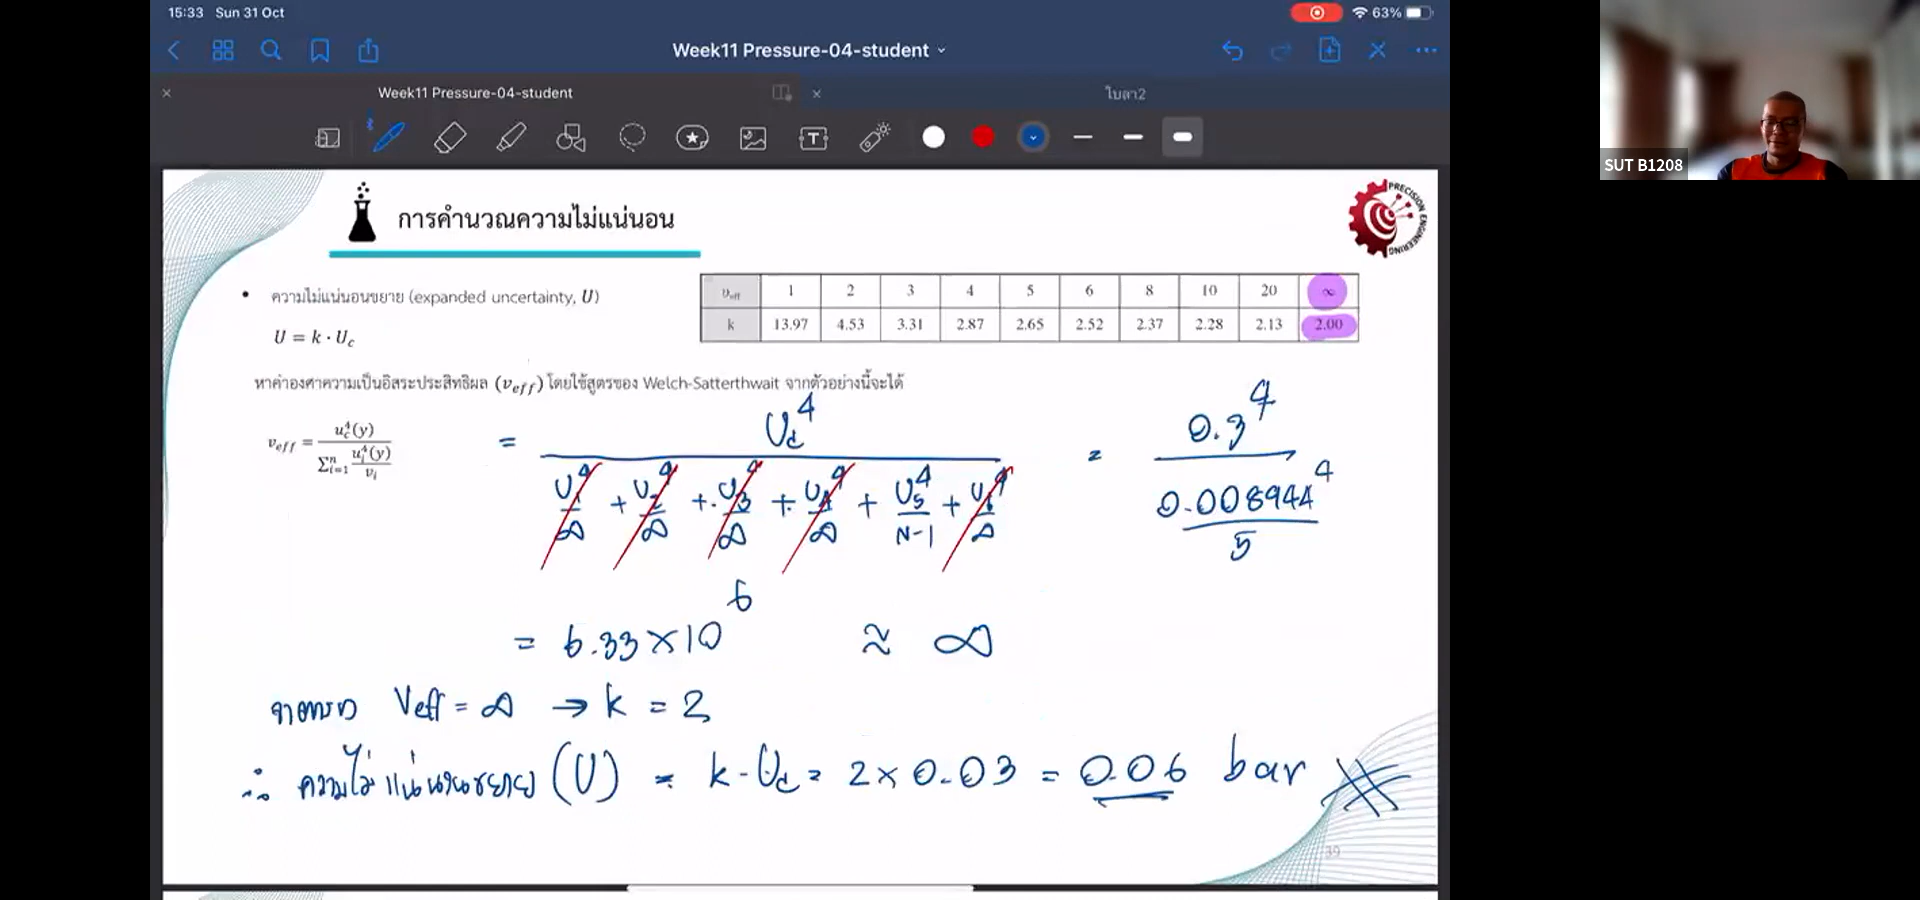 15:33 Sun 31 Oct
63%
Week11 Pressure-04-student
Week11 Pressure-04-student
ใบลา2
SUT B1208
การคำนวณความไม่แน่นอน
PRECISION ENGINEERING
• ความไม่แน่นอนขยาย (expanded uncertainty, U)
U = k · U_c
υ_eff 1 2 3 4 5 6 8 10 20 ∞
k 13.97 4.53 3.31 2.87 2.65 2.52 2.37 2.28 2.13 2.00
หาค่าองศาความเป็นอิสระประสิทธิผล (v_eff) โดยใช้สูตรของ Welch-Satterthwait จากตัวอย่างนี้จะได้
v_eff = u_c^4(y) / Σ_{i=1}^{n} u_i^4(y)/v_i
= U_c^4 / (U_1^4/∞ + U_2^4/∞ + U_3^4/∞ + U_4^4/∞ + U_5^4/N-1 + U_6^4/∞) = 0.3^4 / (0.008944^4/5)
= 6.33 × 10^6 ≈ ∞
จากตาราง Veff = ∞ → k = 2
∴ ความไม่แน่นอนขยาย (U) = k · U_c = 2 × 0.03 = 0.06 bar
39